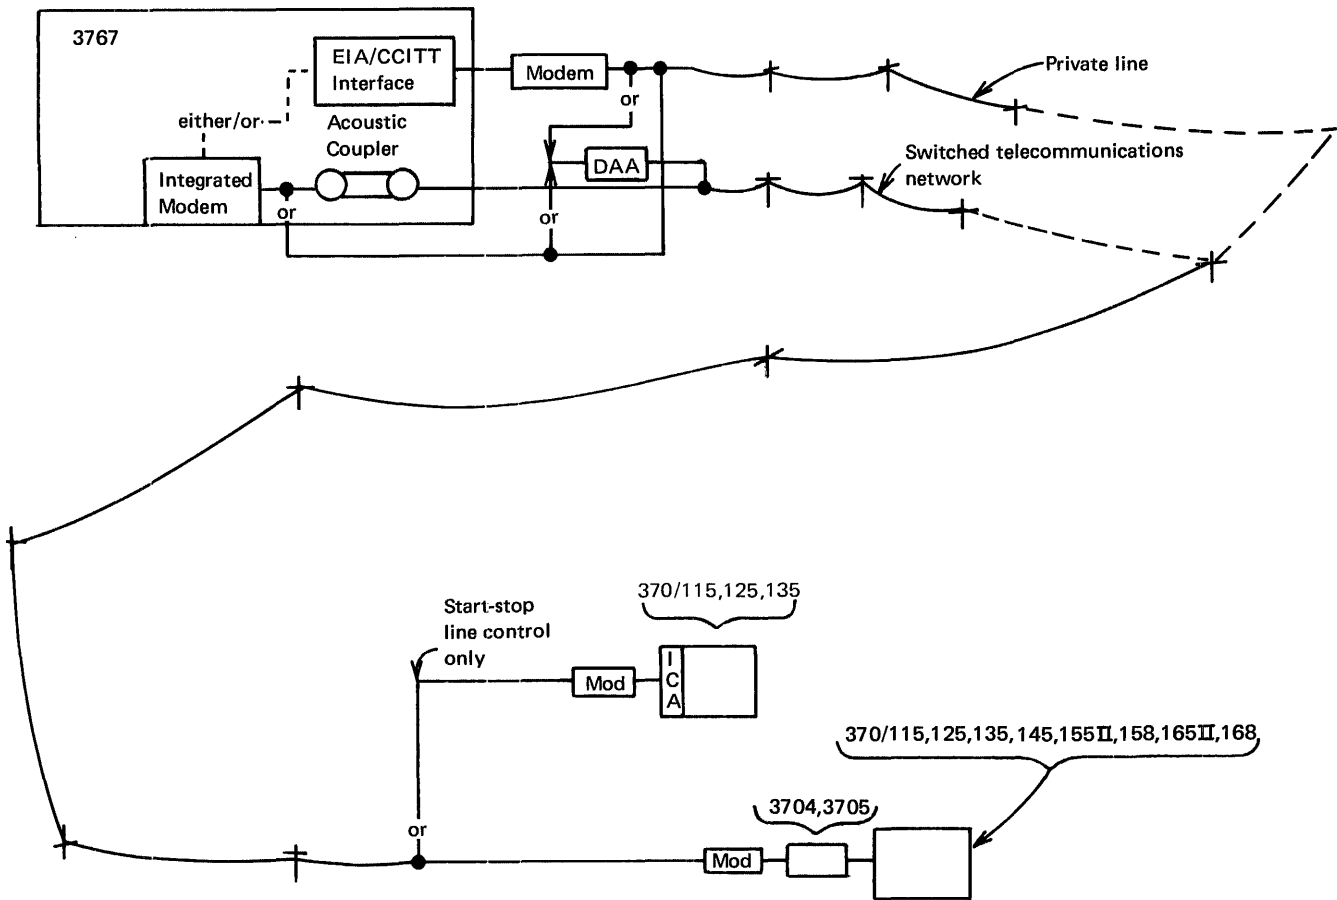 3767
EIA/CCITT
Interface
Modem
or
Private line
either/or
Acoustic
Coupler
Switched telecommunications
network
DAA
Integrated
Modem
or
or
370/115,125,135
Start-stop
line control
only
Mod
I
C
A
370/115,125,135,145,155II,158,165II,168
3704,3705
or
Mod